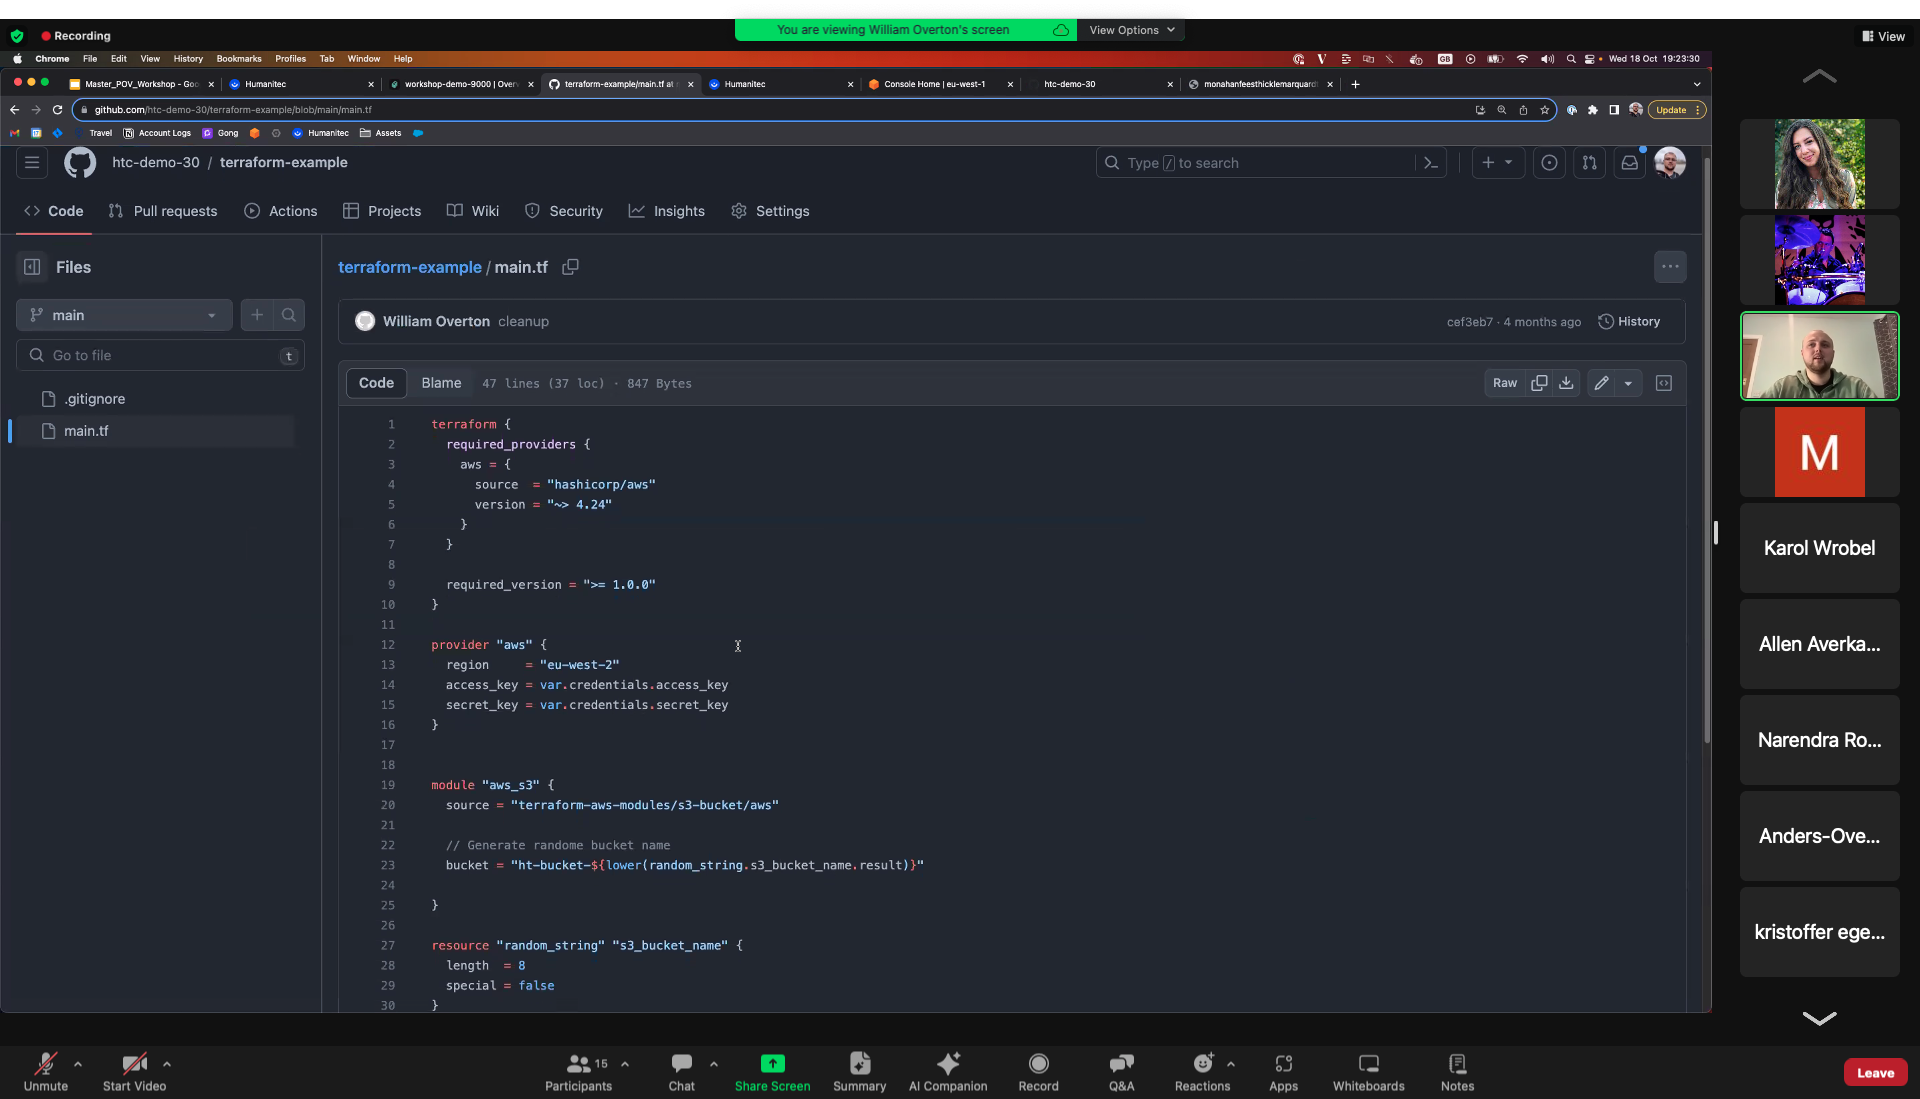 Recording
You are viewing William Overton's screen
View Options
View
Chrome File Edit View History Bookmarks Profiles Tab Window Help
GB
Wed 18 Oct 19:23:30
Master_POV_Workshop - Goo
Humanitec
workshop-demo-9000 | Overv
terraform-example/main.tf at
Humanitec
Console Home | eu-west-1
htc-demo-30
monahanfeesthicklemarquard
github.com/htc-demo-30/terraform-example/blob/main/main.tf
Update
Travel
Account Logs
Gong
Humanitec
Assets
htc-demo-30 / terraform-example
Type / to search
Code
Pull requests
Actions
Projects
Wiki
Security
Insights
Settings
Files
main
Go to file
t
.gitignore
main.tf
terraform-example / main.tf
William Overton cleanup
cef3eb7 · 4 months ago
History
Code
Blame
47 lines (37 loc) · 847 Bytes
Raw
1 terraform {
2 required_providers {
3 aws = {
4 source = "hashicorp/aws"
5 version = "~> 4.24"
6 }
7 }
8
9 required_version = ">= 1.0.0"
10 }
11
12 provider "aws" {
13 region = "eu-west-2"
14 access_key = var.credentials.access_key
15 secret_key = var.credentials.secret_key
16 }
17
18
19 module "aws_s3" {
20 source = "terraform-aws-modules/s3-bucket/aws"
21
22 // Generate randome bucket name
23 bucket = "ht-bucket-${lower(random_string.s3_bucket_name.result)}"
24
25 }
26
27 resource "random_string" "s3_bucket_name" {
28 length = 8
29 special = false
30 }
M
Karol Wrobel
Allen Averka...
Narendra Ro...
Anders-Ove...
kristoffer ege...
Unmute
Start Video
15
Participants
Chat
Share Screen
Summary
AI Companion
Record
Q&A
Reactions
Apps
Whiteboards
Notes
Leave